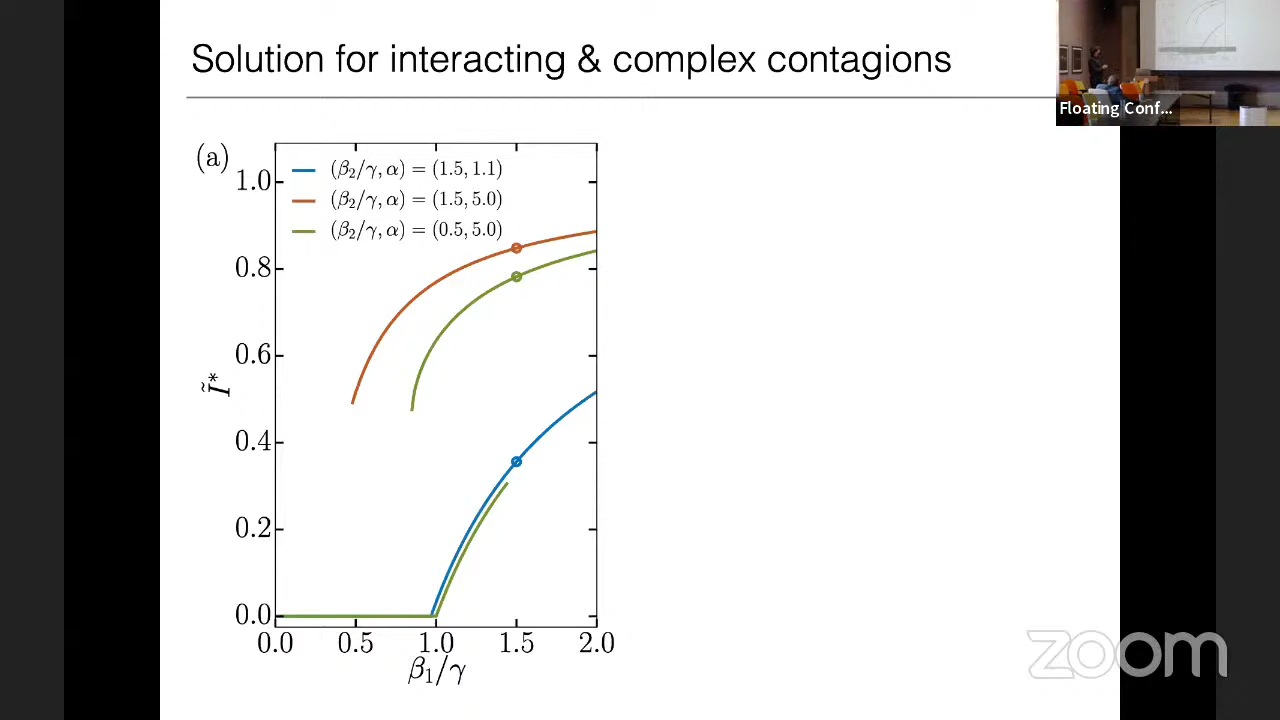 Solution for interacting & complex contagions
Floating Conf...
(a)
(β₂/γ, α) = (1.5, 1.1)
(β₂/γ, α) = (1.5, 5.0)
(β₂/γ, α) = (0.5, 5.0)
1.0
0.8
0.6
0.4
0.2
0.0
Ĩ*
0.0 0.5 1.0 1.5 2.0
β₁/γ
zoom